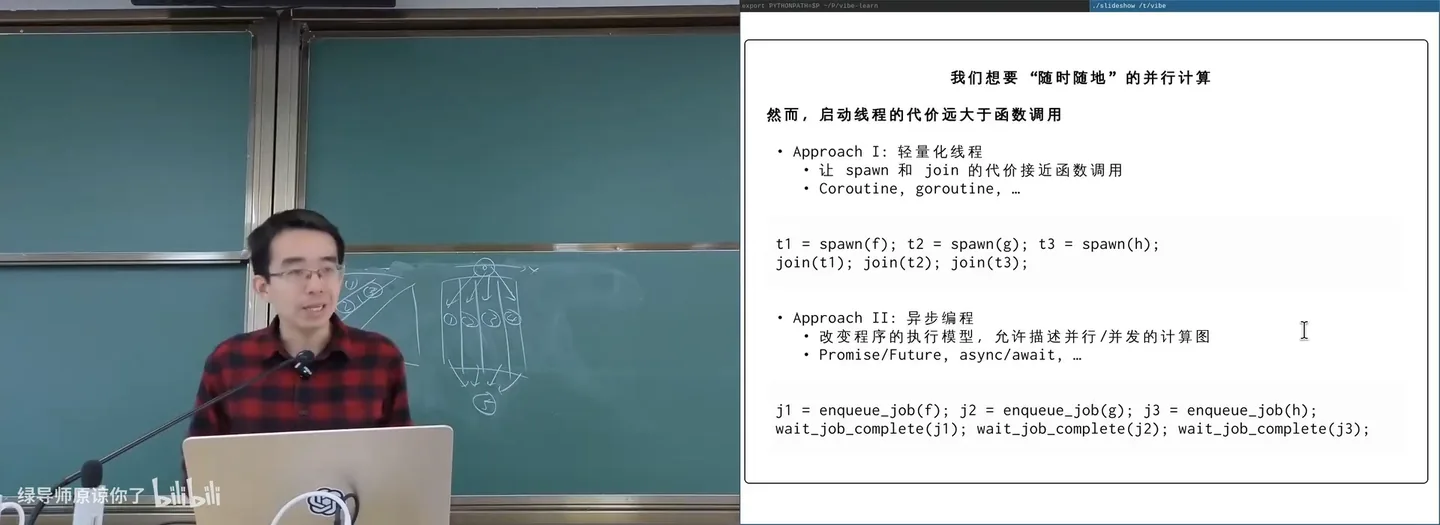 export PYTHONPATH=$P ~/P/vibe-learn
./slideshow /t/vibe
我们想要 “随时随地” 的并行计算
然而，启动线程的代价远大于函数调用
• Approach I: 轻量化线程
• 让 spawn 和 join 的代价接近函数调用
• Coroutine, goroutine, …
t1 = spawn(f); t2 = spawn(g); t3 = spawn(h);
join(t1); join(t2); join(t3);
• Approach II: 异步编程
• 改变程序的执行模型，允许描述并行/并发的计算图
• Promise/Future, async/await, …
j1 = enqueue_job(f); j2 = enqueue_job(g); j3 = enqueue_job(h);
wait_job_complete(j1); wait_job_complete(j2); wait_job_complete(j3);
绿导师原谅你了 bilibili